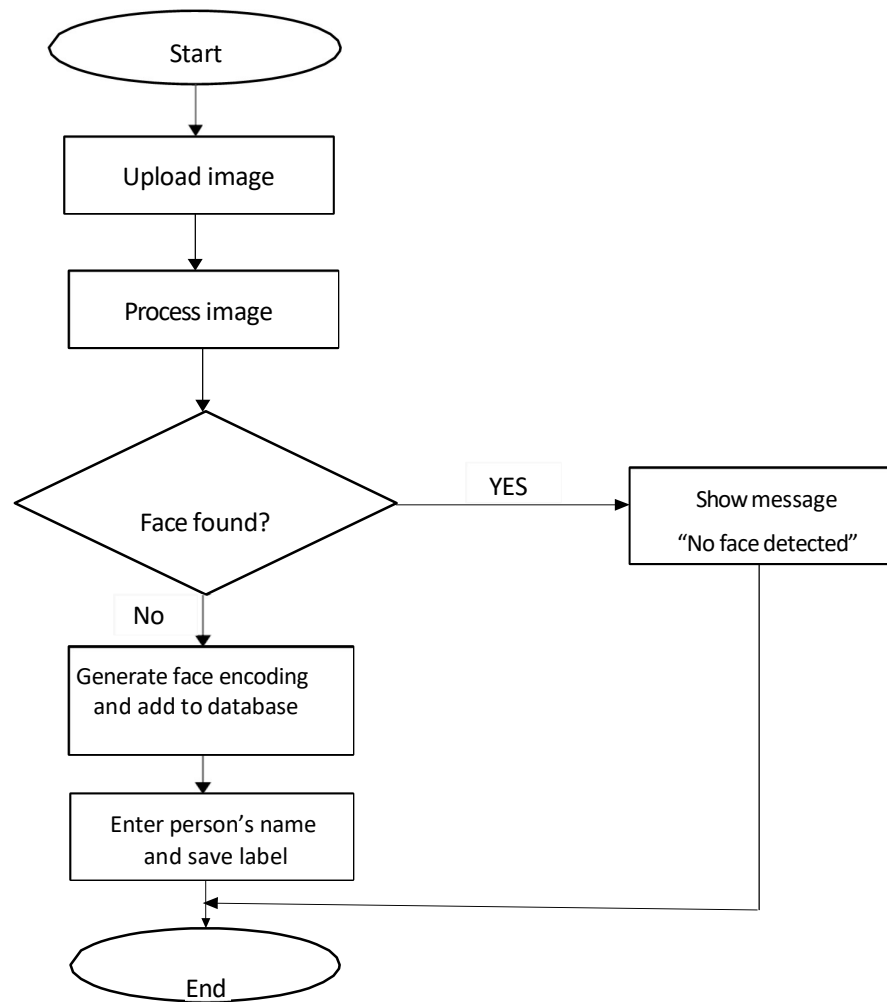 Start
Upload image
Process image
Face found?
YES
Show message
“No face detected”
No
Generate face encoding
and add to database
Enter person’s name
and save label
End